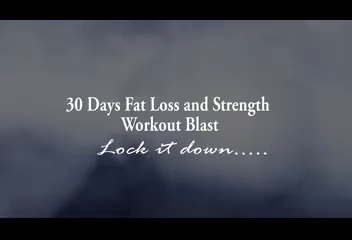 30 Days Fat Loss and Strength
Workout Blast
Lock it down.....